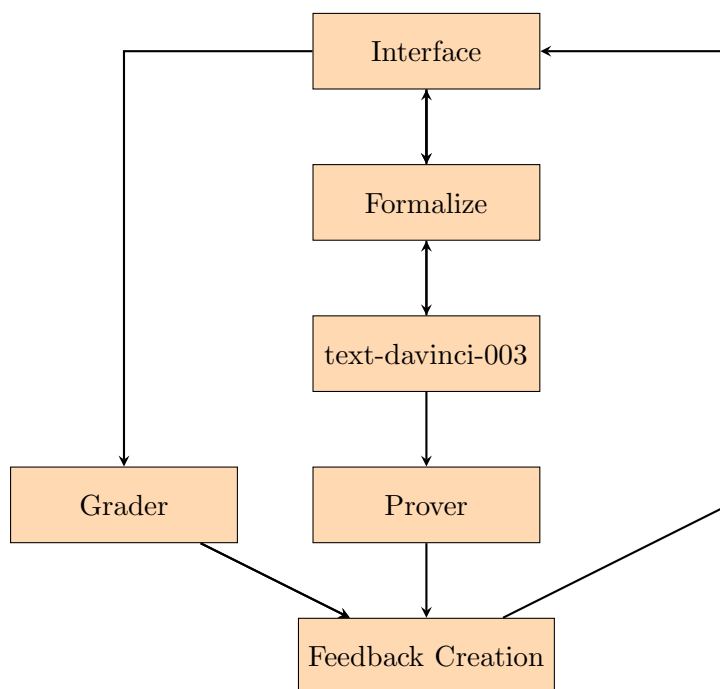 Interface
Formalize
text-davinci-003
Grader
Prover
Feedback Creation